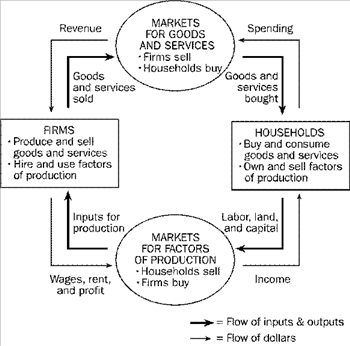 Revenue
MARKETS
FOR GOODS
AND SERVICES
• Firms sell
• Households buy
Spending
Goods
and services
sold
Goods
and services
bought
FIRMS
• Produce and sell
goods and services
• Hire and use factors
of production
HOUSEHOLDS
• Buy and consume
goods and services
• Own and sell factors
of production
Inputs for
production
MARKETS
FOR FACTORS
OF PRODUCTION
• Households sell
• Firms buy
Labor, land,
and capital
Wages, rent,
and profit
Income
= Flow of inputs & outputs
= Flow of dollars